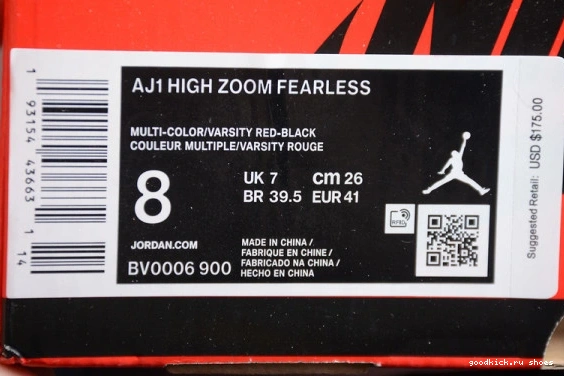 AJ1 HIGH ZOOM FEARLESS
MULTI-COLOR/VARSITY RED-BLACK
COULEUR MULTIPLE/VARSITY ROUGE
8
UK 7 cm 26
BR 39.5 EUR 41
JORDAN.COM
BV0006 900
MADE IN CHINA /
FABRIQUE EN CHINE /
FABRICADO NA CHINA /
HECHO EN CHINA
RFID
1 93154 43663 1 14
Suggested Retail: USD $175.00
goodkick.ru shoes